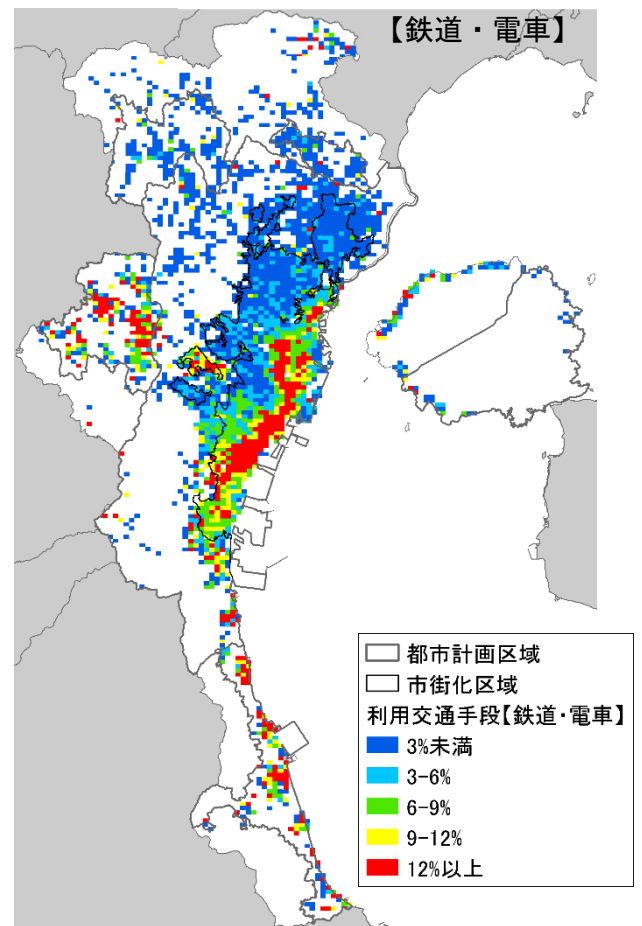 【鉄道・電車】
都市計画区域
市街化区域
利用交通手段【鉄道・電車】
3%未満
3-6%
6-9%
9-12%
12%以上